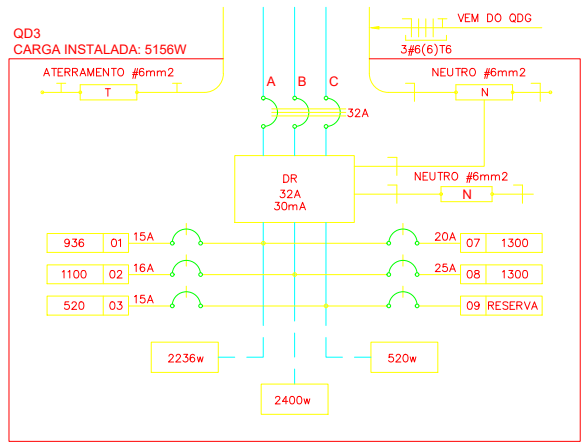 VEM DO QDG
3#6(6)T6
QD3
CARGA INSTALADA: 5156W
ATERRAMENTO #6mm2
T
A B C
32A
NEUTRO #6mm2
N
DR
32A
30mA
NEUTRO #6mm2
N
936 01 15A
20A 07 1300
1100 02 16A
25A 08 1300
520 03 15A
09 RESERVA
2236w
520w
2400w